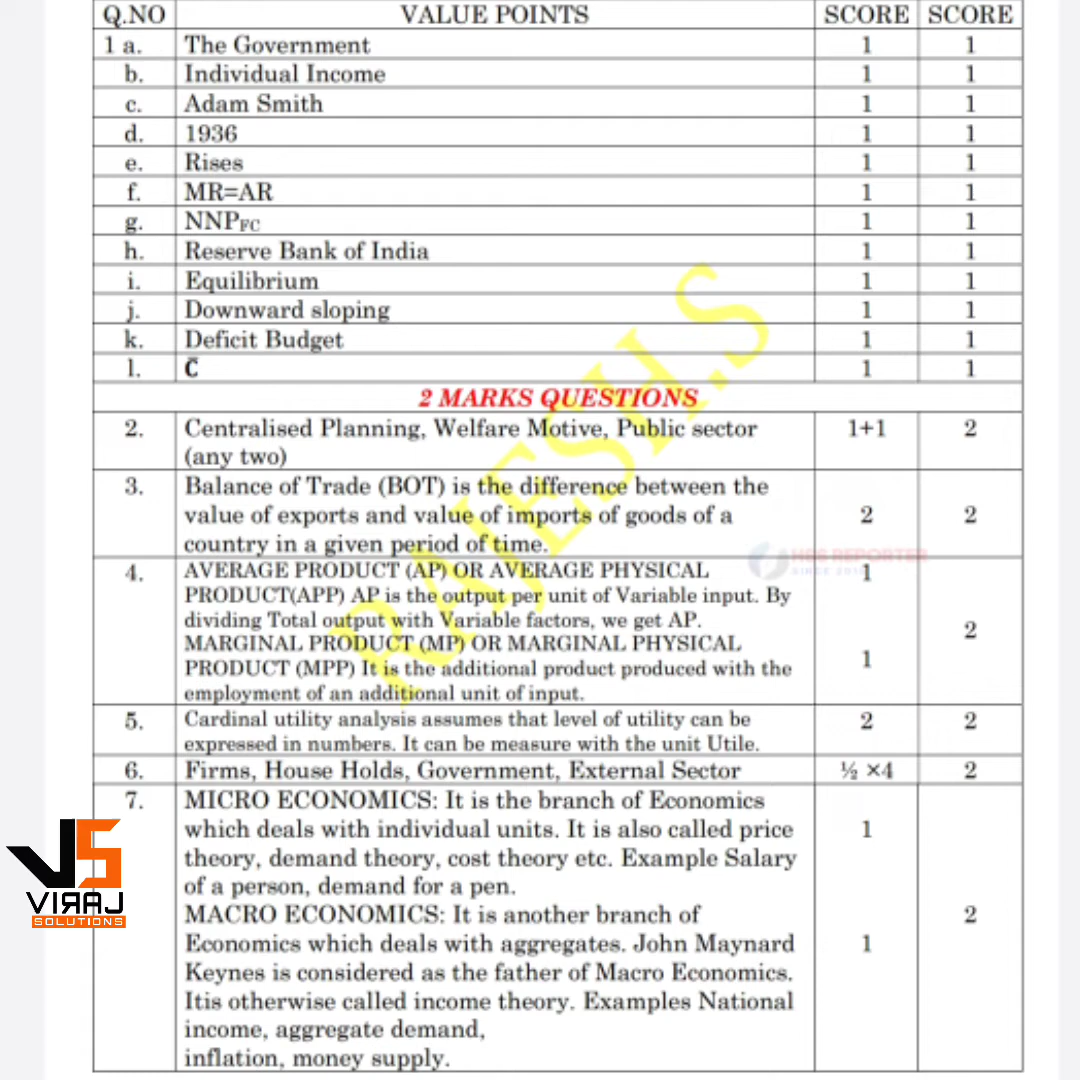 Q.NO VALUE POINTS SCORE SCORE
1 a. The Government 1 1
b. Individual Income 1 1
c. Adam Smith 1 1
d. 1936 1 1
e. Rises 1 1
f. MR=AR 1 1
g. NNPFC 1 1
h. Reserve Bank of India 1 1
i. Equilibrium 1 1
j. Downward sloping 1 1
k. Deficit Budget 1 1
l. C̄ 1 1
2 MARKS QUESTIONS
2. Centralised Planning, Welfare Motive, Public sector 1+1 2
(any two)
3. Balance of Trade (BOT) is the difference between the
value of exports and value of imports of goods of a 2 2
country in a given period of time.
4. AVERAGE PRODUCT (AP) OR AVERAGE PHYSICAL 1
PRODUCT(APP) AP is the output per unit of Variable input. By
dividing Total output with Variable factors, we get AP. 2
MARGINAL PRODUCT (MP) OR MARGINAL PHYSICAL
PRODUCT (MPP) It is the additional product produced with the 1
employment of an additional unit of input.
5. Cardinal utility analysis assumes that level of utility can be 2 2
expressed in numbers. It can be measure with the unit Utile.
6. Firms, House Holds, Government, External Sector ½ ×4 2
7. MICRO ECONOMICS: It is the branch of Economics
which deals with individual units. It is also called price 1
theory, demand theory, cost theory etc. Example Salary
of a person, demand for a pen.
MACRO ECONOMICS: It is another branch of 2
Economics which deals with aggregates. John Maynard 1
Keynes is considered as the father of Macro Economics.
Itis otherwise called income theory. Examples National
income, aggregate demand,
inflation, money supply.
RAJESH.S
HSE REPORTER
VS
VIRAJ
SOLUTIONS